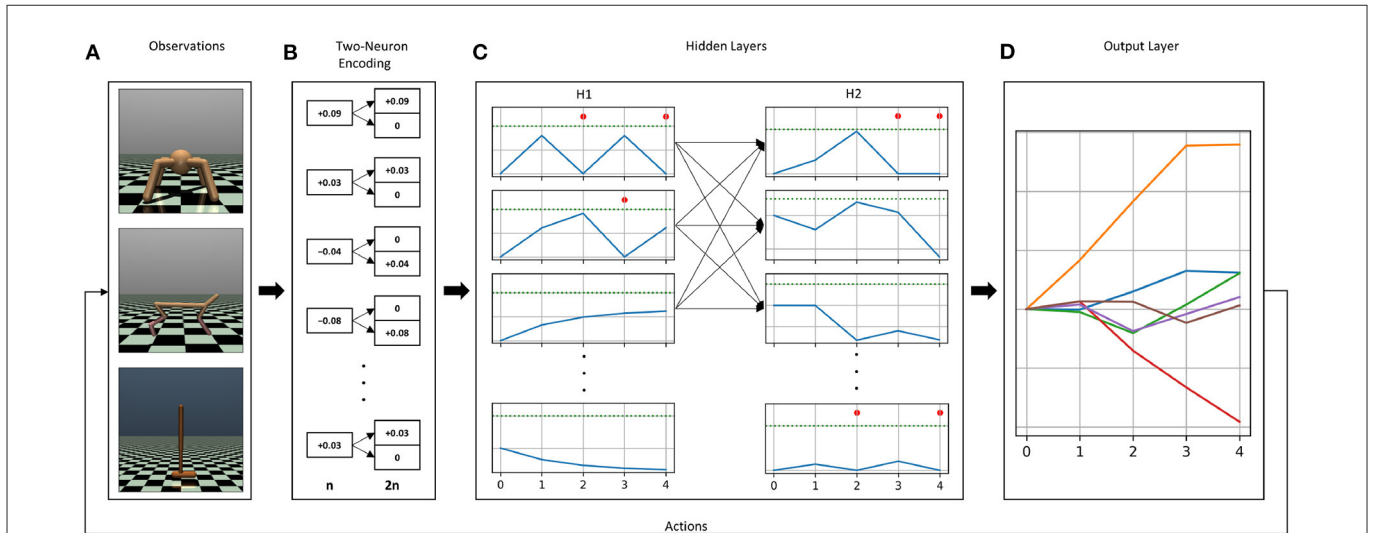 A Observations
B Two-Neuron
Encoding
C Hidden Layers
D Output Layer
+0.09
+0.09
0
+0.03
+0.03
0
−0.04
0
+0.04
−0.08
0
+0.08
+0.03
+0.03
0
n 2n
H1 H2
0 1 2 3 4
0 1 2 3 4
0 1 2 3 4
Actions